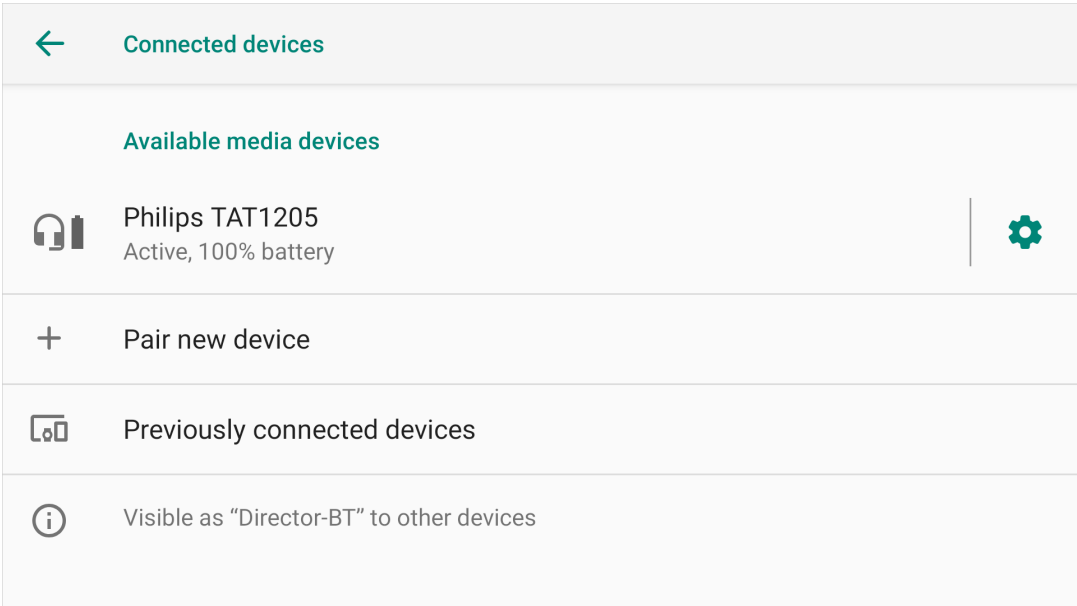 Connected devices
Available media devices
Philips TAT1205
Active, 100% battery
Pair new device
Previously connected devices
Visible as “Director-BT” to other devices